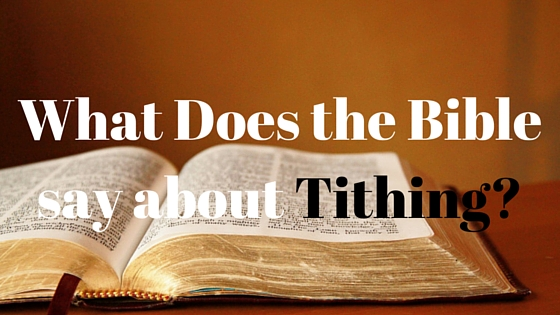 What Does the Bible
say about Tithing?